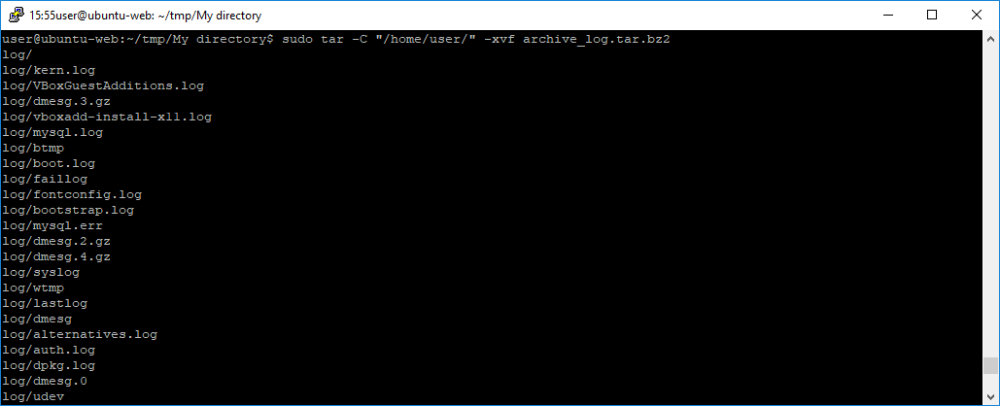 15:55user@ubuntu-web: ~/tmp/My directory
user@ubuntu-web:~/tmp/My directory$ sudo tar -C "/home/user/" -xvf archive_log.tar.bz2
log/
log/kern.log
log/VBoxGuestAdditions.log
log/dmesg.3.gz
log/vboxadd-install-x11.log
log/mysql.log
log/btmp
log/boot.log
log/faillog
log/fontconfig.log
log/bootstrap.log
log/mysql.err
log/dmesg.2.gz
log/dmesg.4.gz
log/syslog
log/wtmp
log/lastlog
log/dmesg
log/alternatives.log
log/auth.log
log/dpkg.log
log/dmesg.0
log/udev